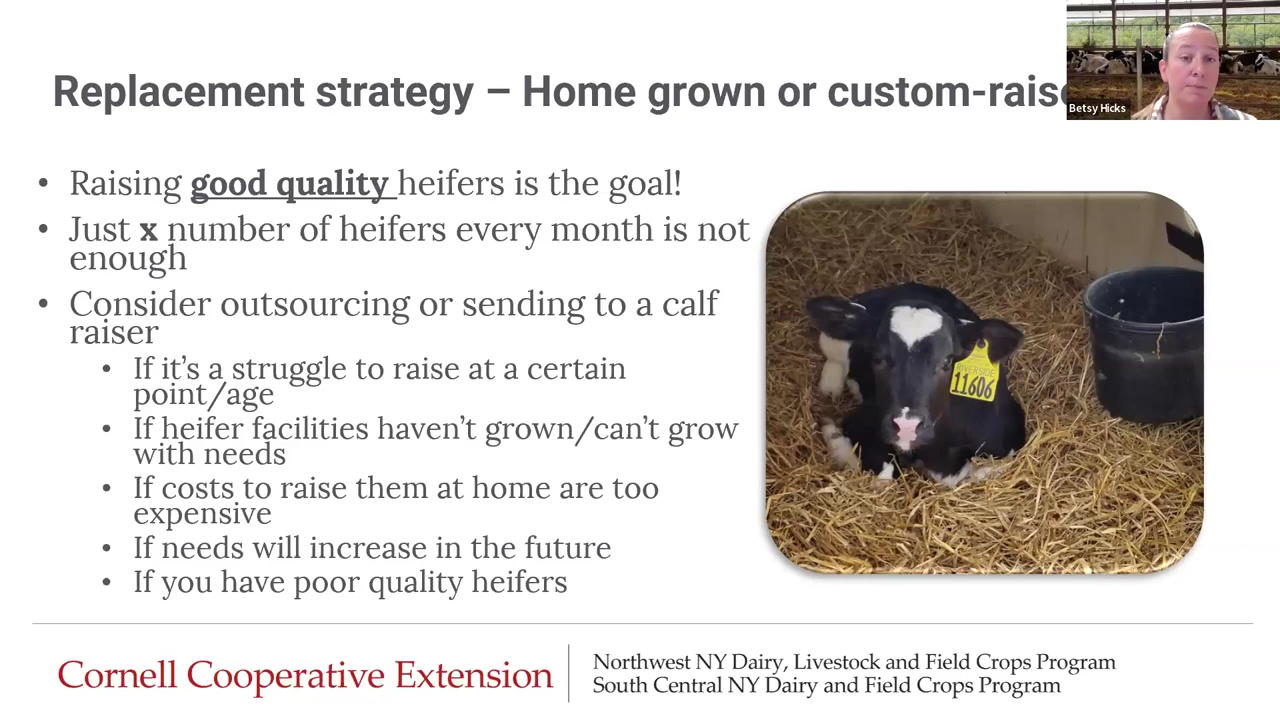 Replacement strategy – Home grown or custom-raise
Betsy Hicks
• Raising good quality heifers is the goal!
• Just x number of heifers every month is not
enough
• Consider outsourcing or sending to a calf
raiser
• If it's a struggle to raise at a certain
point/age
• If heifer facilities haven't grown/can't grow
with needs
• If costs to raise them at home are too
expensive
• If needs will increase in the future
• If you have poor quality heifers
RIVERSIDE
11606
Cornell Cooperative Extension
Northwest NY Dairy, Livestock and Field Crops Program
South Central NY Dairy and Field Crops Program